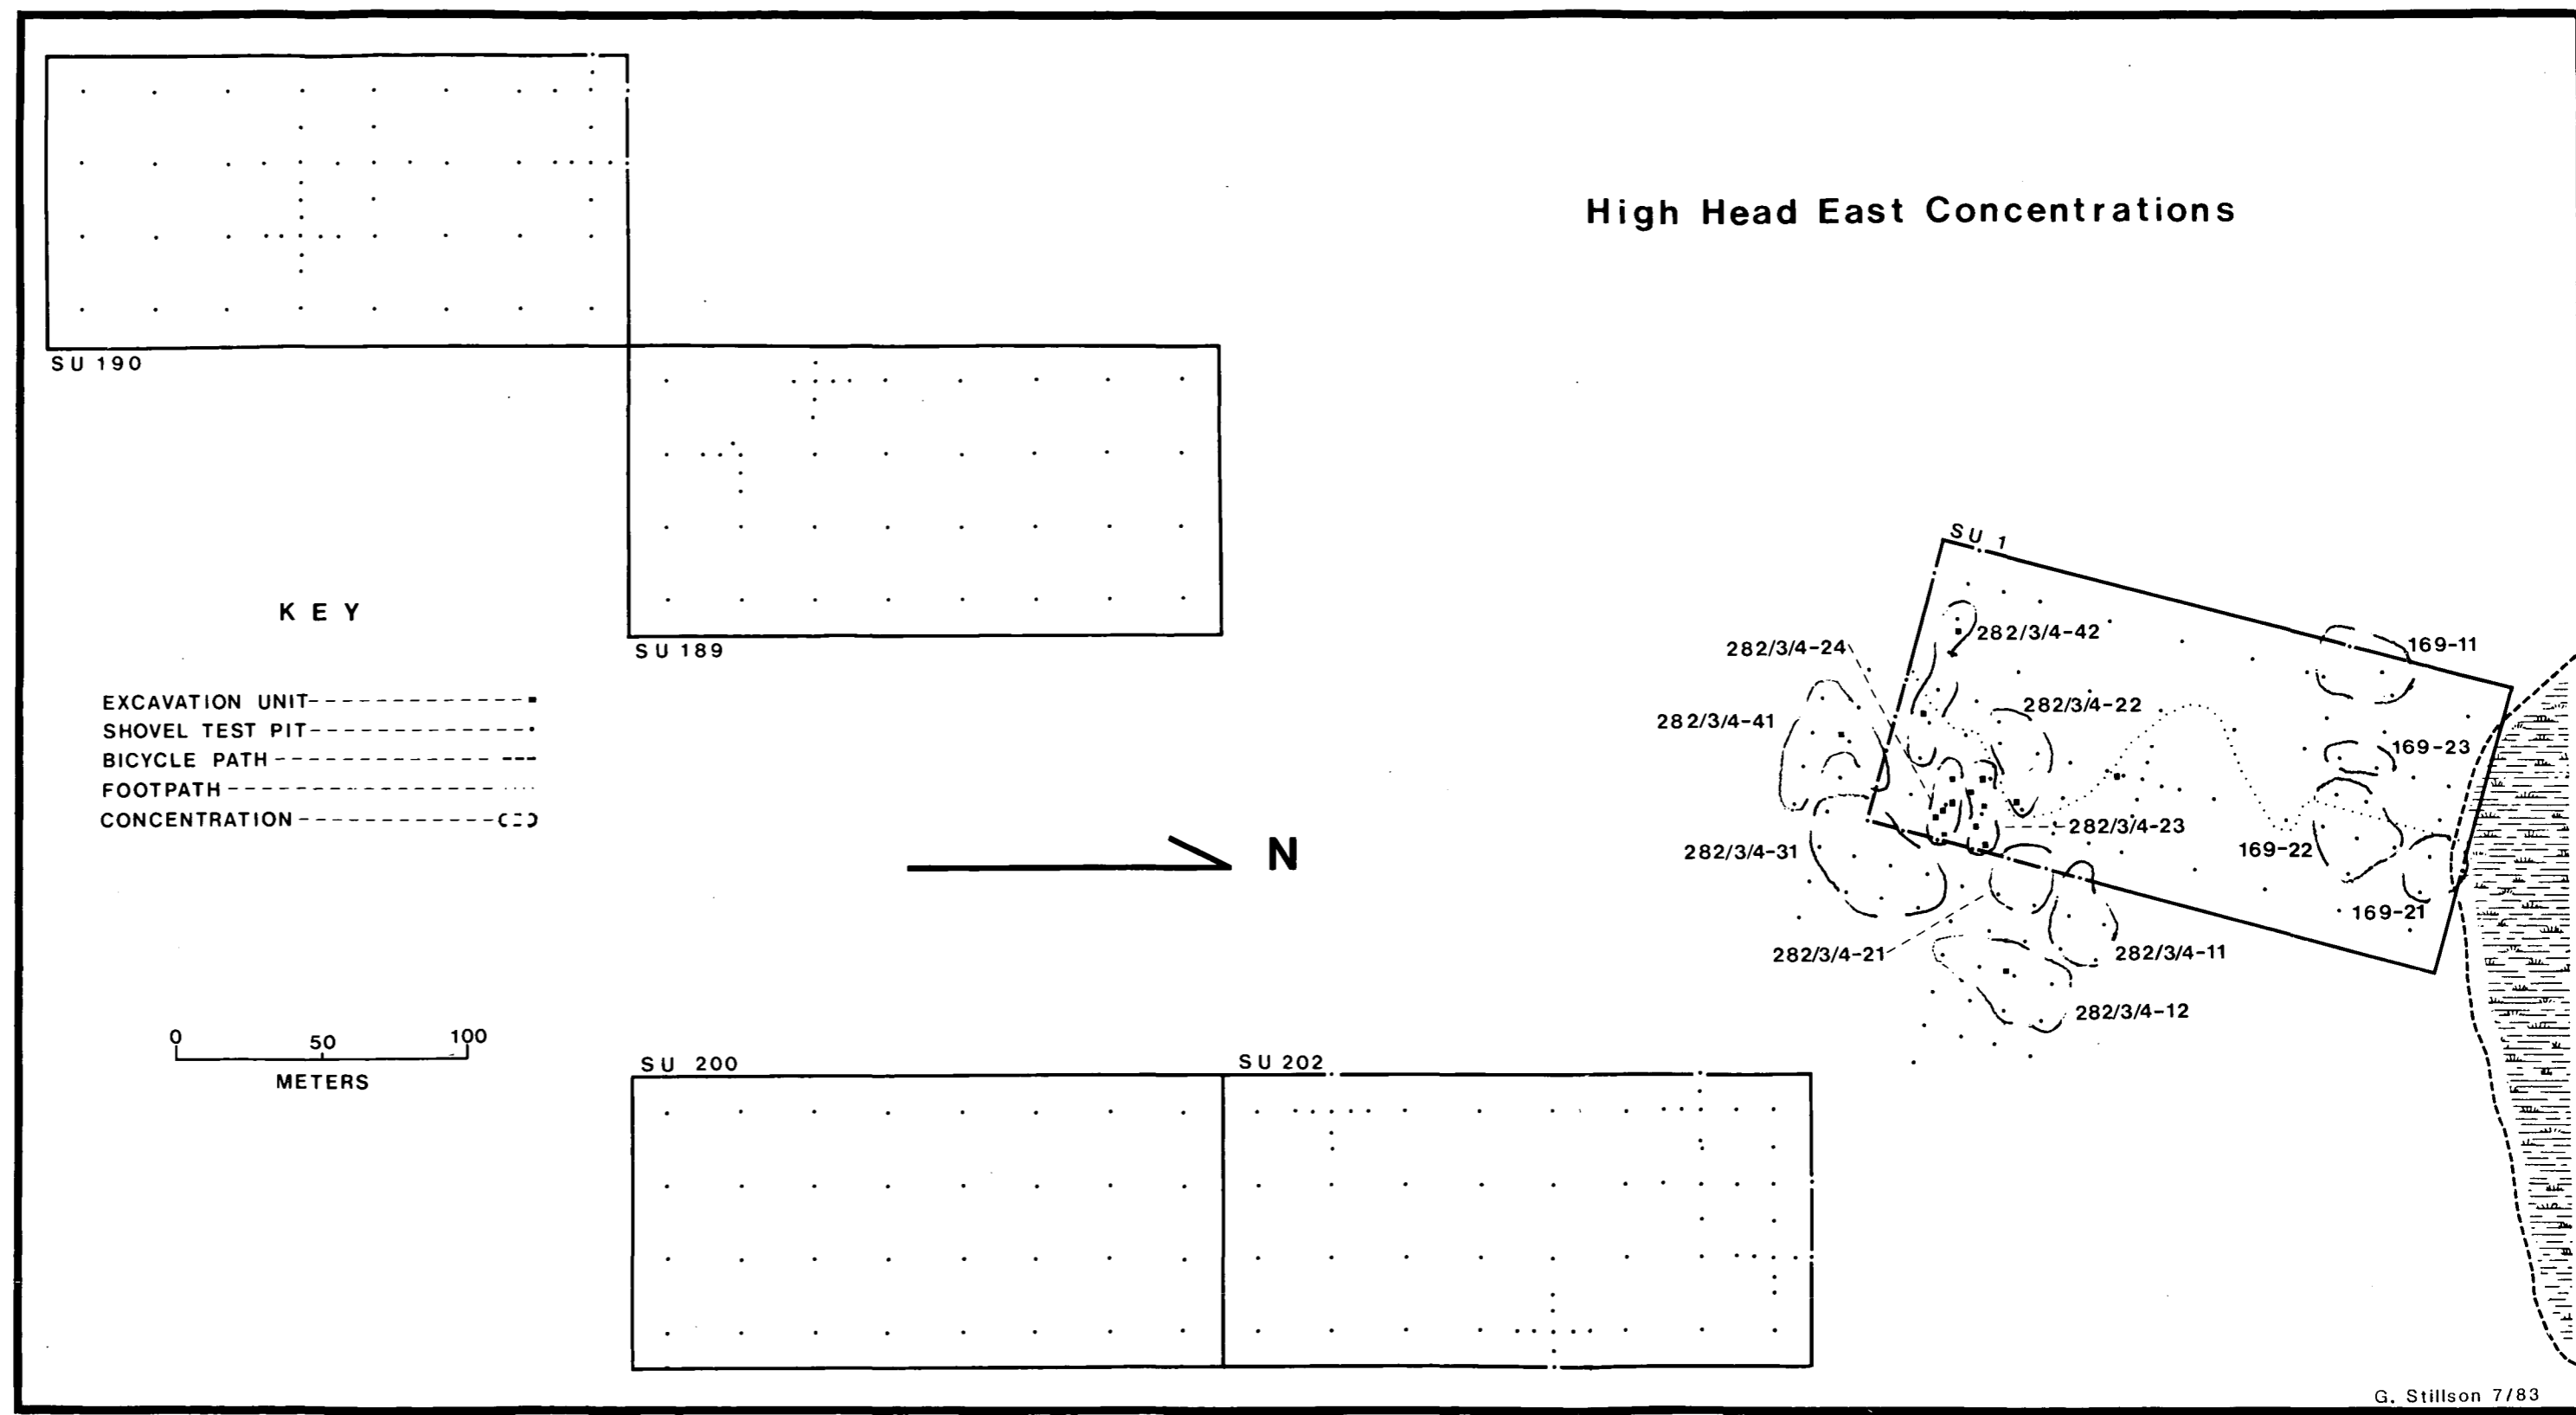 High Head East Concentrations
SU 190
SU 189
KEY
EXCAVATION UNIT
SHOVEL TEST PIT
BICYCLE PATH
FOOTPATH
CONCENTRATION
N
0 50 100
METERS
SU 1
282/3/4-42
282/3/4-24
282/3/4-41
282/3/4-22
169-11
169-23
282/3/4-31
282/3/4-23
169-22
169-21
282/3/4-21
282/3/4-11
282/3/4-12
SU 200
SU 202
G. Stillson 7/83